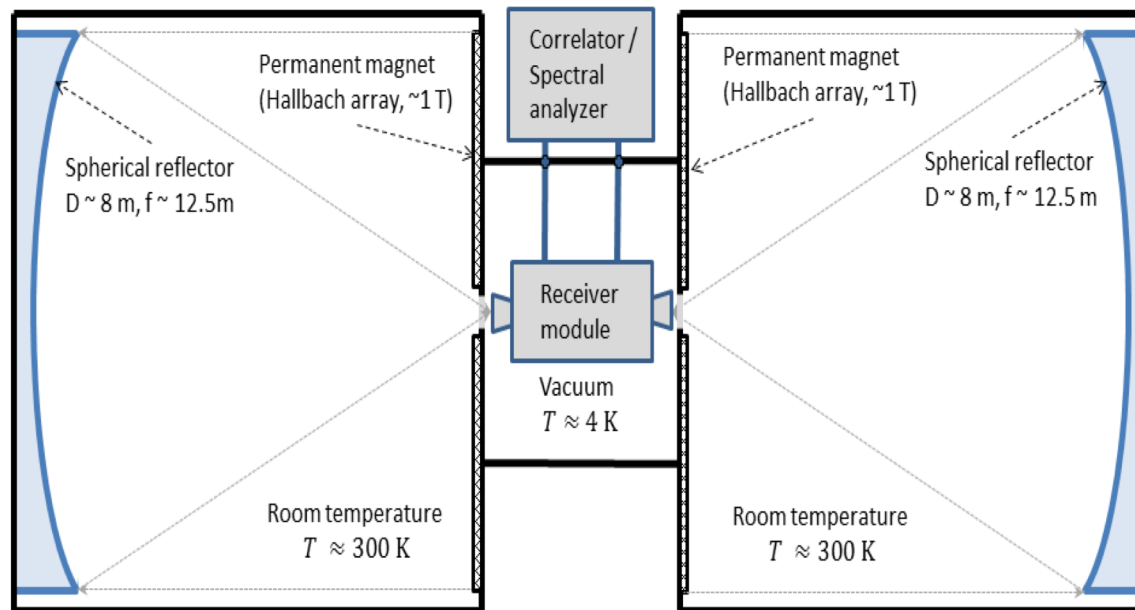 Correlator /
Spectral
analyzer
Permanent magnet
(Hallbach array, ~1 T)
Permanent magnet
(Hallbach array, ~1 T)
Spherical reflector
D ~ 8 m, f ~ 12.5m
Spherical reflector
D ~ 8 m, f ~ 12.5 m
Receiver
module
Vacuum
T ≈ 4 K
Room temperature
T ≈ 300 K
Room temperature
T ≈ 300 K